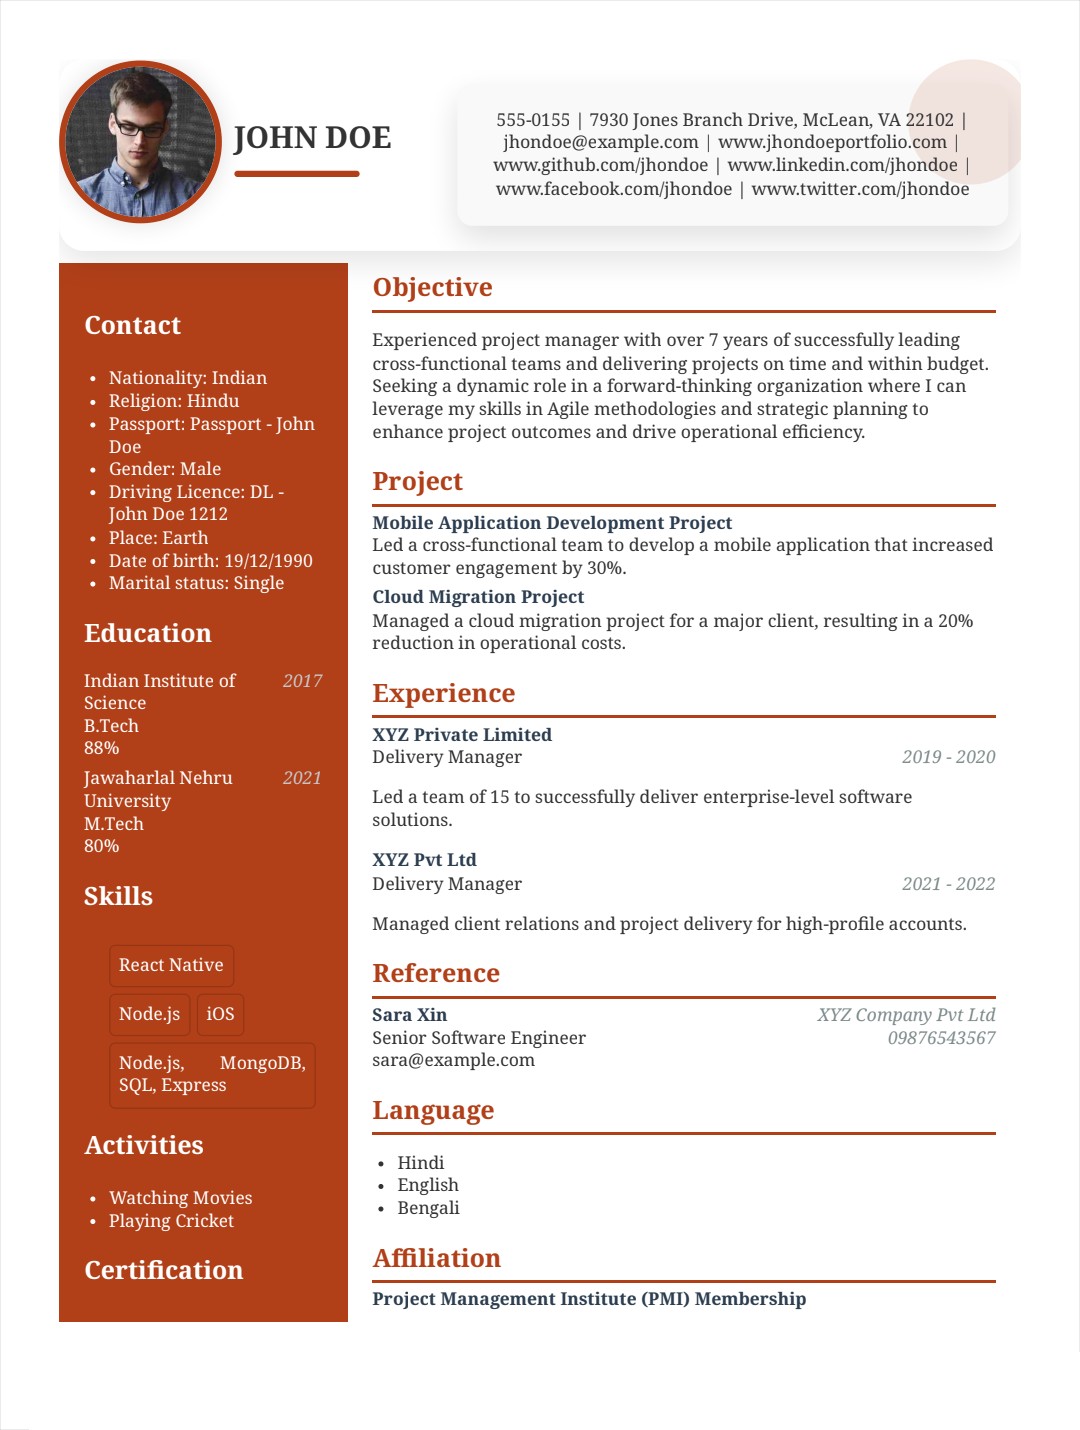 JOHN DOE
555-0155 | 7930 Jones Branch Drive, McLean, VA 22102 |
jhondoe@example.com | www.jhondoeportfolio.com |
www.github.com/jhondoe | www.linkedin.com/jhondoe |
www.facebook.com/jhondoe | www.twitter.com/jhondoe
Contact
• Nationality: Indian
• Religion: Hindu
• Passport: Passport - John
Doe
• Gender: Male
• Driving Licence: DL -
John Doe 1212
• Place: Earth
• Date of birth: 19/12/1990
• Marital status: Single
Education
Indian Institute of 2017
Science
B.Tech
88%
Jawaharlal Nehru 2021
University
M.Tech
80%
Skills
React Native
Node.js iOS
Node.js, MongoDB,
SQL, Express
Activities
• Watching Movies
• Playing Cricket
Certification
Objective
Experienced project manager with over 7 years of successfully leading
cross-functional teams and delivering projects on time and within budget.
Seeking a dynamic role in a forward-thinking organization where I can
leverage my skills in Agile methodologies and strategic planning to
enhance project outcomes and drive operational efficiency.
Project
Mobile Application Development Project
Led a cross-functional team to develop a mobile application that increased
customer engagement by 30%.
Cloud Migration Project
Managed a cloud migration project for a major client, resulting in a 20%
reduction in operational costs.
Experience
XYZ Private Limited
Delivery Manager 2019 - 2020
Led a team of 15 to successfully deliver enterprise-level software
solutions.
XYZ Pvt Ltd
Delivery Manager 2021 - 2022
Managed client relations and project delivery for high-profile accounts.
Reference
Sara Xin XYZ Company Pvt Ltd
Senior Software Engineer 09876543567
sara@example.com
Language
• Hindi
• English
• Bengali
Affiliation
Project Management Institute (PMI) Membership